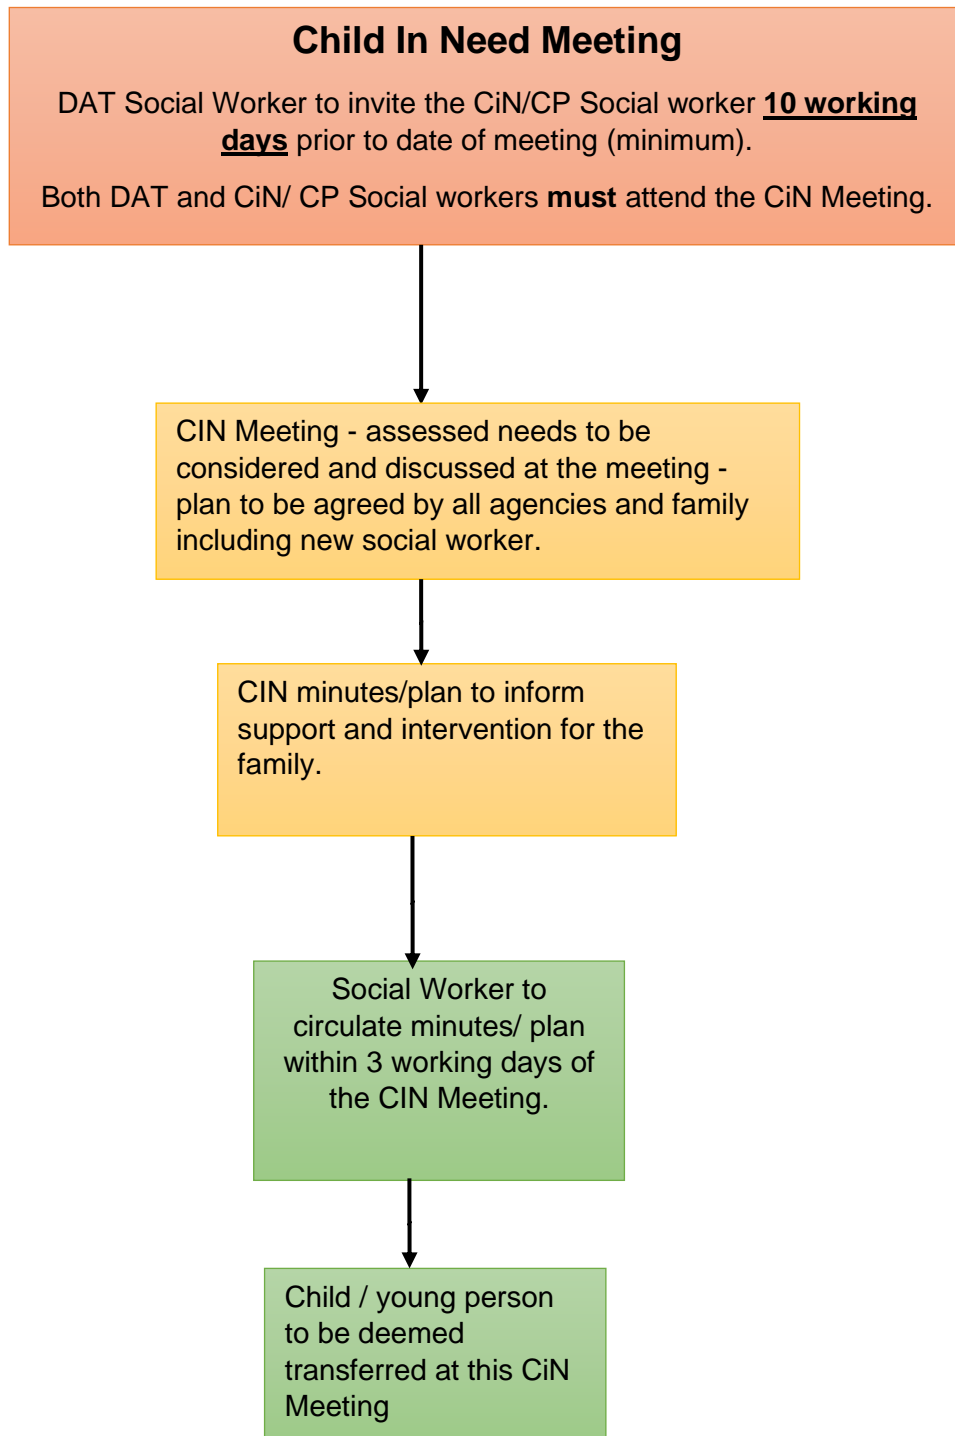 Child In Need Meeting
DAT Social Worker to invite the CiN/CP Social worker 10 working
days prior to date of meeting (minimum).
Both DAT and CiN/ CP Social workers must attend the CiN Meeting.
CIN Meeting - assessed needs to be
considered and discussed at the meeting -
plan to be agreed by all agencies and family
including new social worker.
CIN minutes/plan to inform
support and intervention for the
family.
Social Worker to
circulate minutes/ plan
within 3 working days of
the CIN Meeting.
Child / young person
to be deemed
transferred at this CiN
Meeting